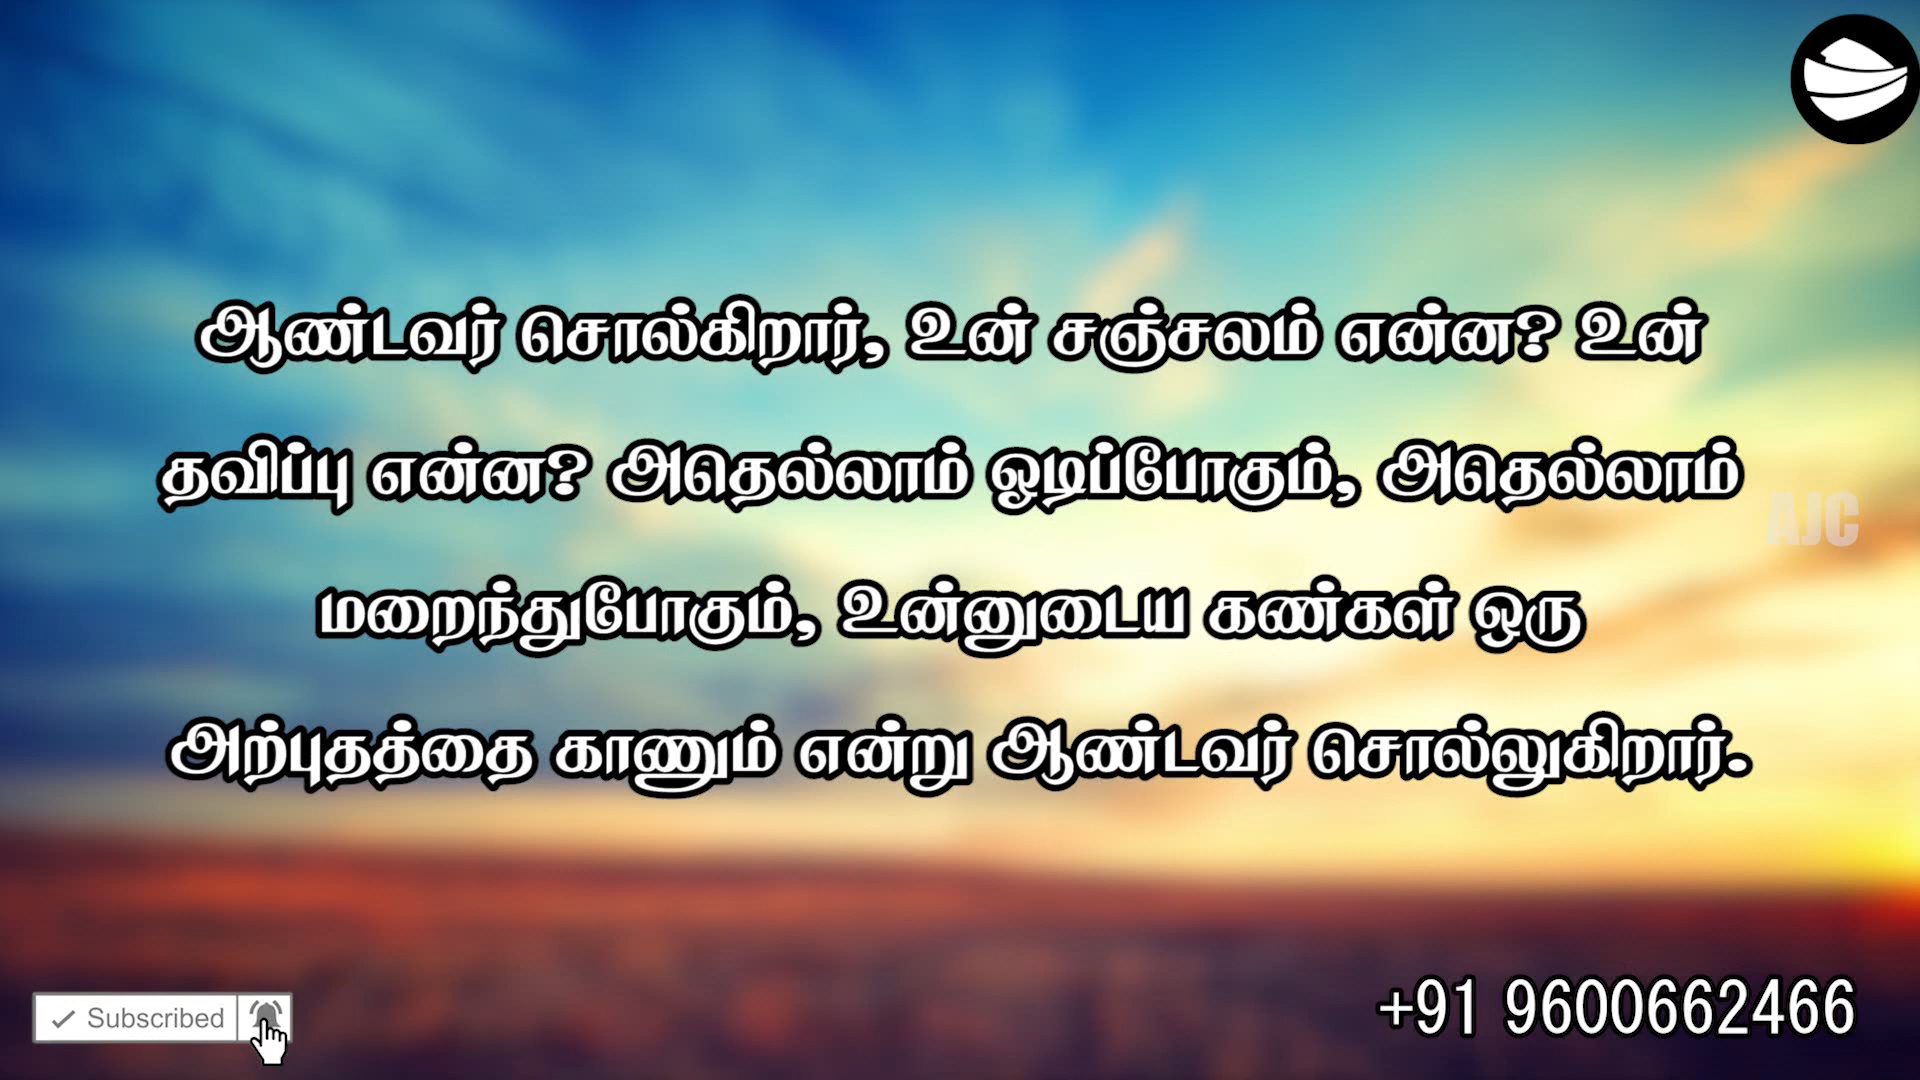 ஆண்டவர் சொல்கிறார், உன் சஞ்சலம் என்ன? உன்
தவிப்பு என்ன? அதெல்லாம் ஓடிப்போகும், அதெல்லாம்
AJC
மறைந்துபோகும், உன்னுடைய கண்கள் ஒரு
அற்புதத்தை காணும் என்று ஆண்டவர் சொல்லுகிறார்.
Subscribed
+91 9600662466